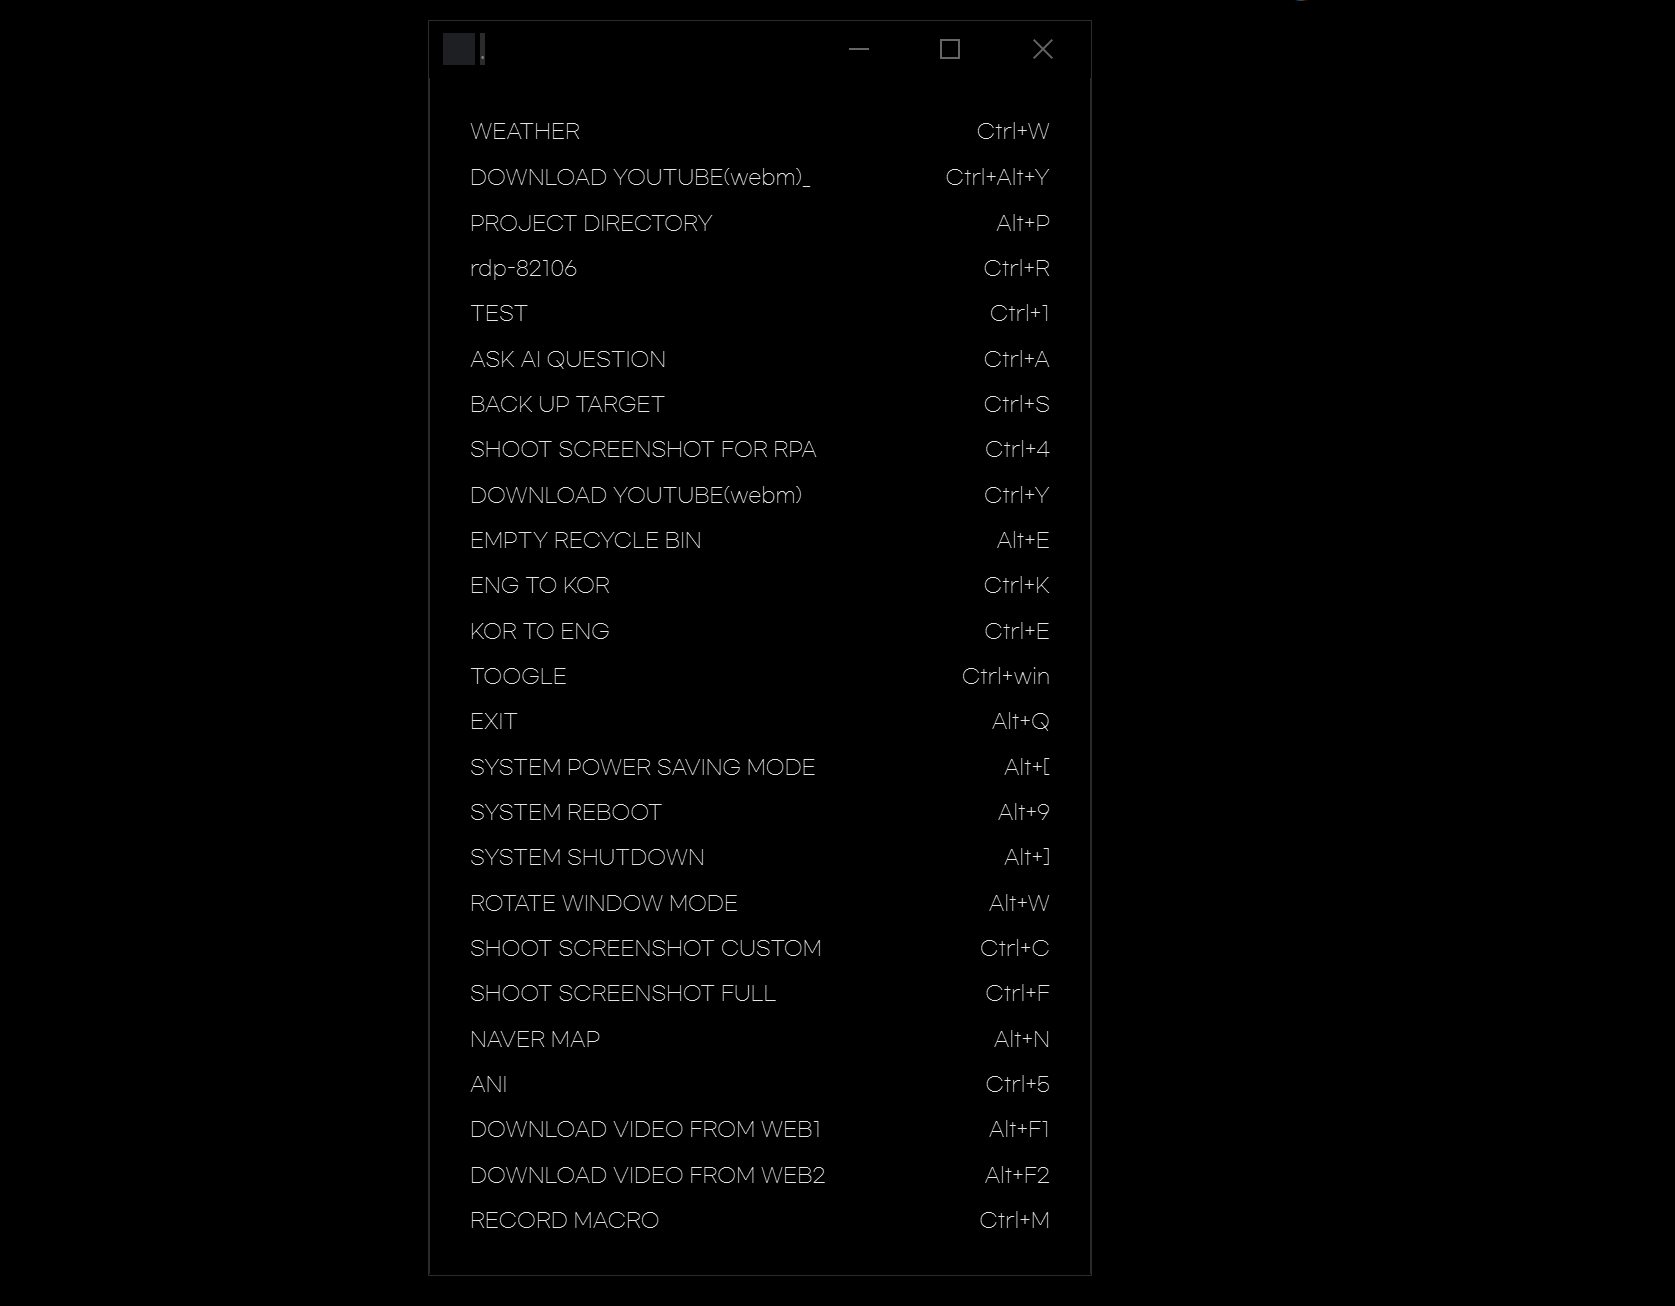 WEATHER Ctrl+W
DOWNLOAD YOUTUBE(webm)_ Ctrl+Alt+Y
PROJECT DIRECTORY Alt+P
rdp-82106 Ctrl+R
TEST Ctrl+1
ASK AI QUESTION Ctrl+A
BACK UP TARGET Ctrl+S
SHOOT SCREENSHOT FOR RPA Ctrl+4
DOWNLOAD YOUTUBE(webm) Ctrl+Y
EMPTY RECYCLE BIN Alt+E
ENG TO KOR Ctrl+K
KOR TO ENG Ctrl+E
TOOGLE Ctrl+win
EXIT Alt+Q
SYSTEM POWER SAVING MODE Alt+[
SYSTEM REBOOT Alt+9
SYSTEM SHUTDOWN Alt+]
ROTATE WINDOW MODE Alt+W
SHOOT SCREENSHOT CUSTOM Ctrl+C
SHOOT SCREENSHOT FULL Ctrl+F
NAVER MAP Alt+N
ANI Ctrl+5
DOWNLOAD VIDEO FROM WEB1 Alt+F1
DOWNLOAD VIDEO FROM WEB2 Alt+F2
RECORD MACRO Ctrl+M